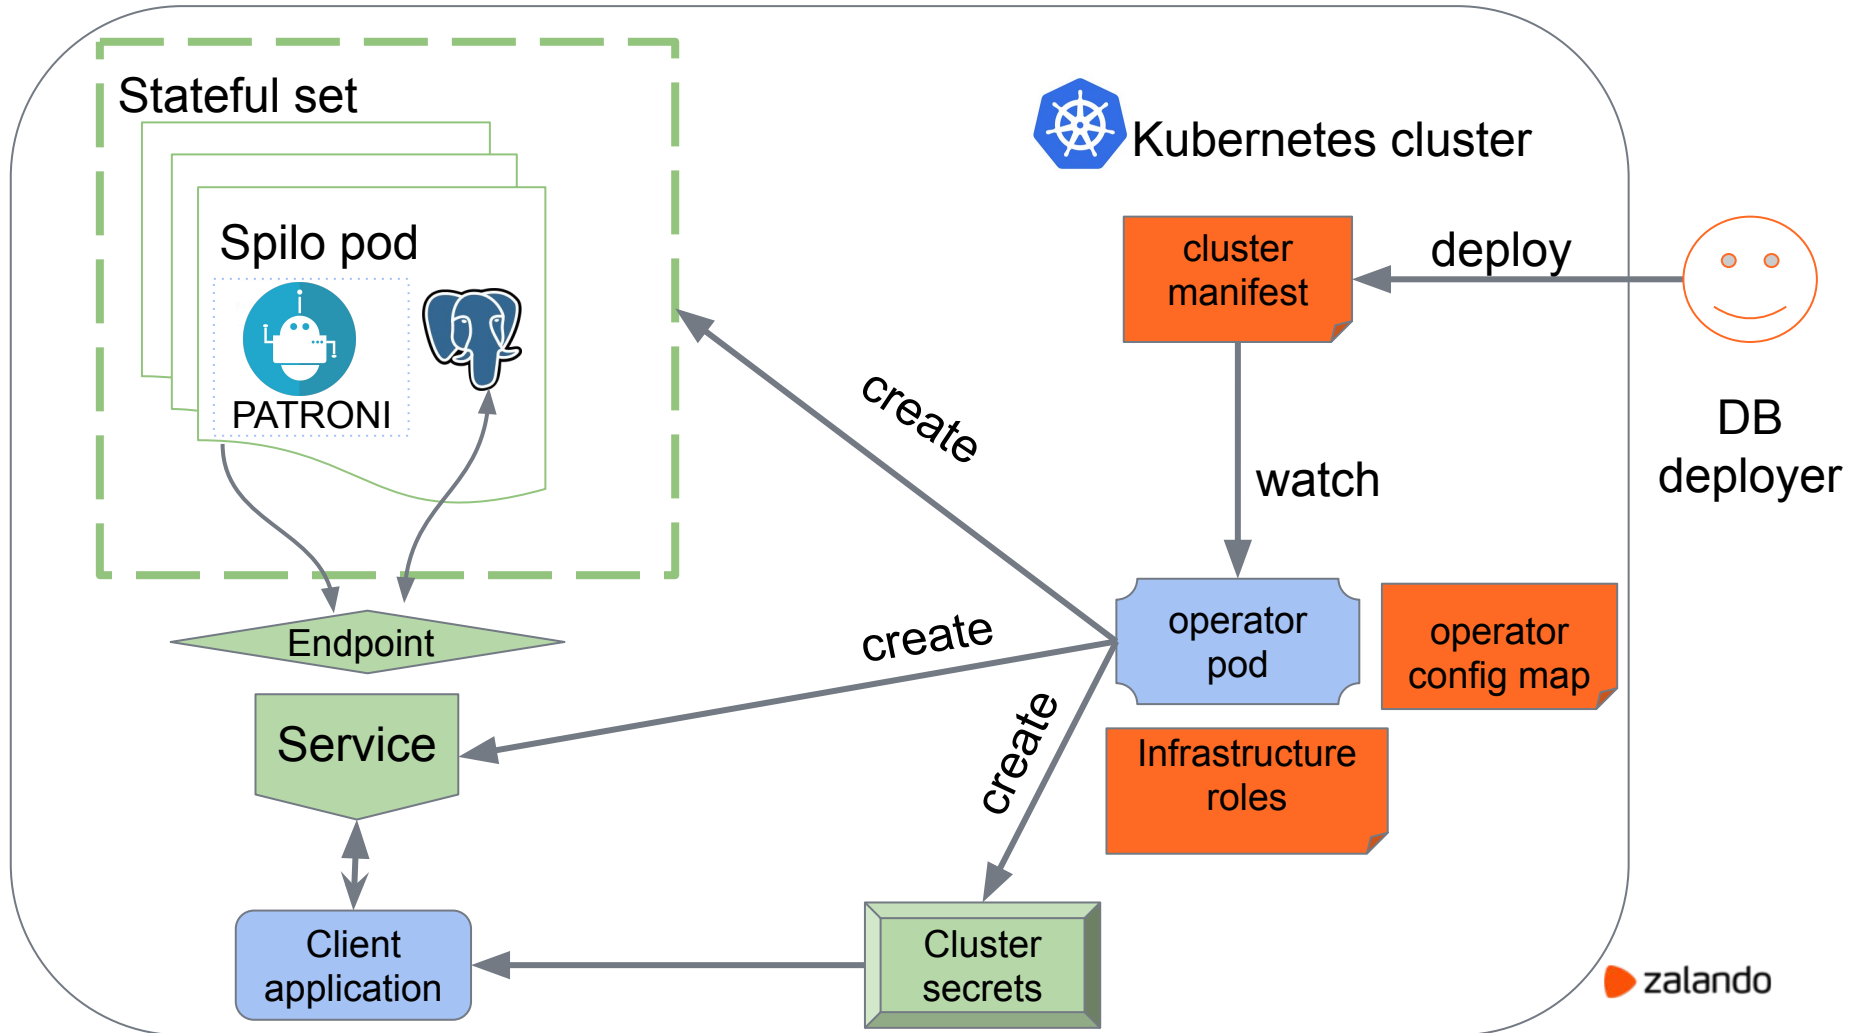 Stateful set
Kubernetes cluster
Spilo pod
PATRONI
cluster
manifest
deploy
DB
deployer
create
watch
create
create
operator
pod
operator
config map
Infrastructure
roles
Endpoint
Service
Client
application
Cluster
secrets
zalando